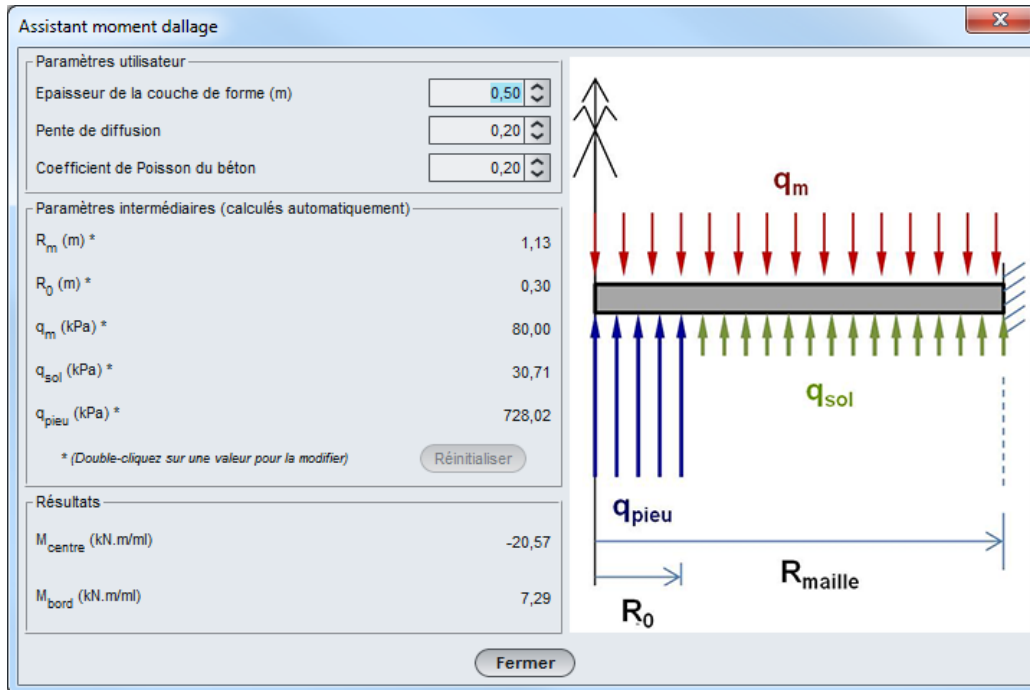 Assistant moment dallage
Paramètres utilisateur
Epaisseur de la couche de forme (m) 0,50
Pente de diffusion 0,20
Coefficient de Poisson du béton 0,20
Paramètres intermédiaires (calculés automatiquement)
Rm (m) * 1,13
R0 (m) * 0,30
qm (kPa) * 80,00
qsol (kPa) * 30,71
qpieu (kPa) * 728,02
* (Double-cliquez sur une valeur pour la modifier) Réinitialiser
Résultats
Mcentre (kN.m/ml) -20,57
Mbord (kN.m/ml) 7,29
qm
qsol
qpieu
Rmaille
R0
Fermer